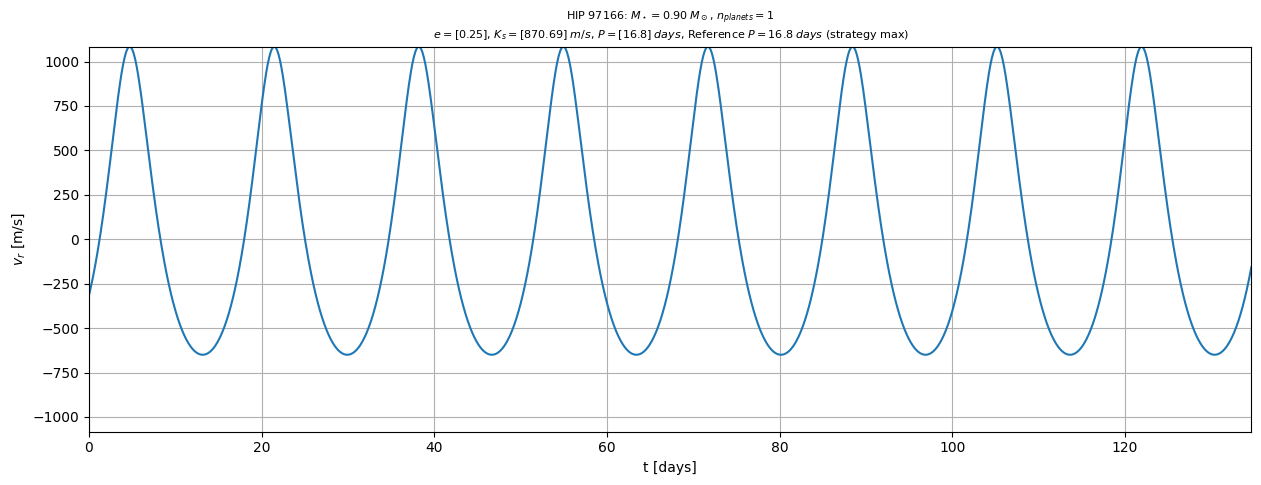 HIP 97166: $M_\star = 0.90\ M_\odot$, $n_{planets} = 1$
$e = [0.25]$, $K_s = [870.69]\ m/s$, $P = [16.8]\ days$, Reference $P = 16.8\ days$ (strategy max)
$v_r$ [m/s]
1000
750
500
250
0
−250
−500
−750
−1000
0 20 40 60 80 100 120
t [days]